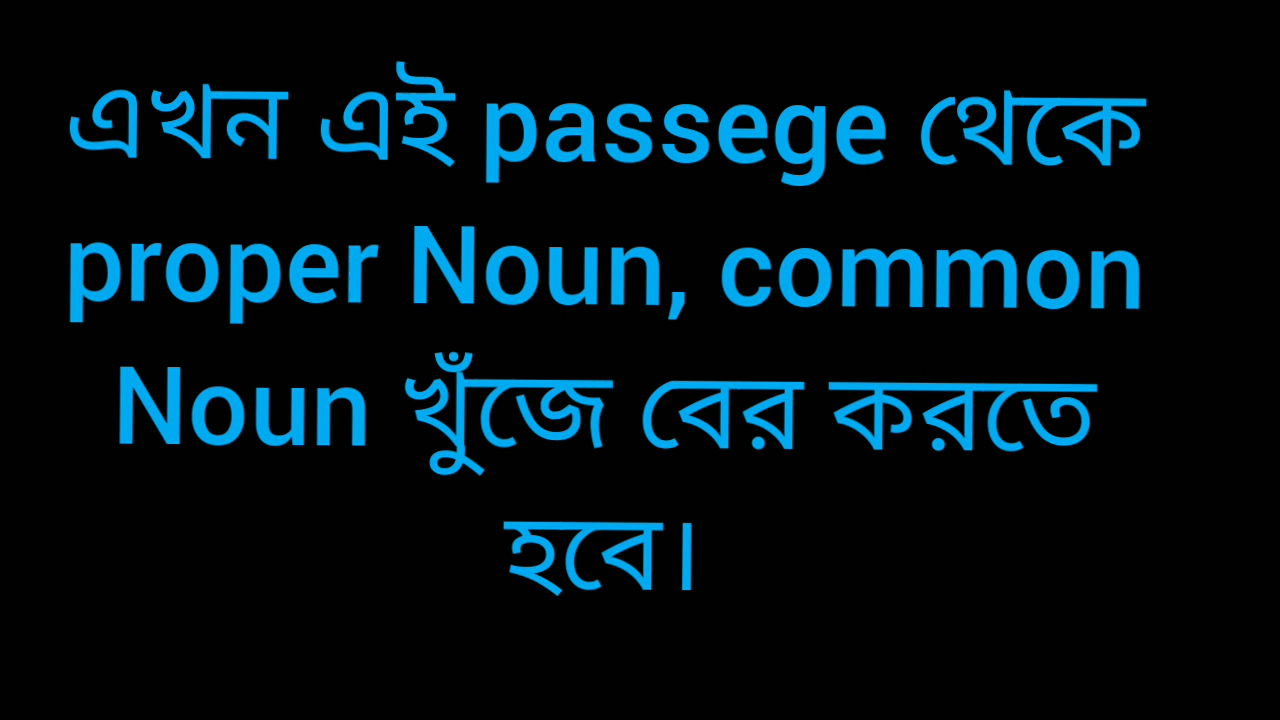 এখন এই passege থেকে
proper Noun, common
Noun খুঁজে বের করতে
হবে।